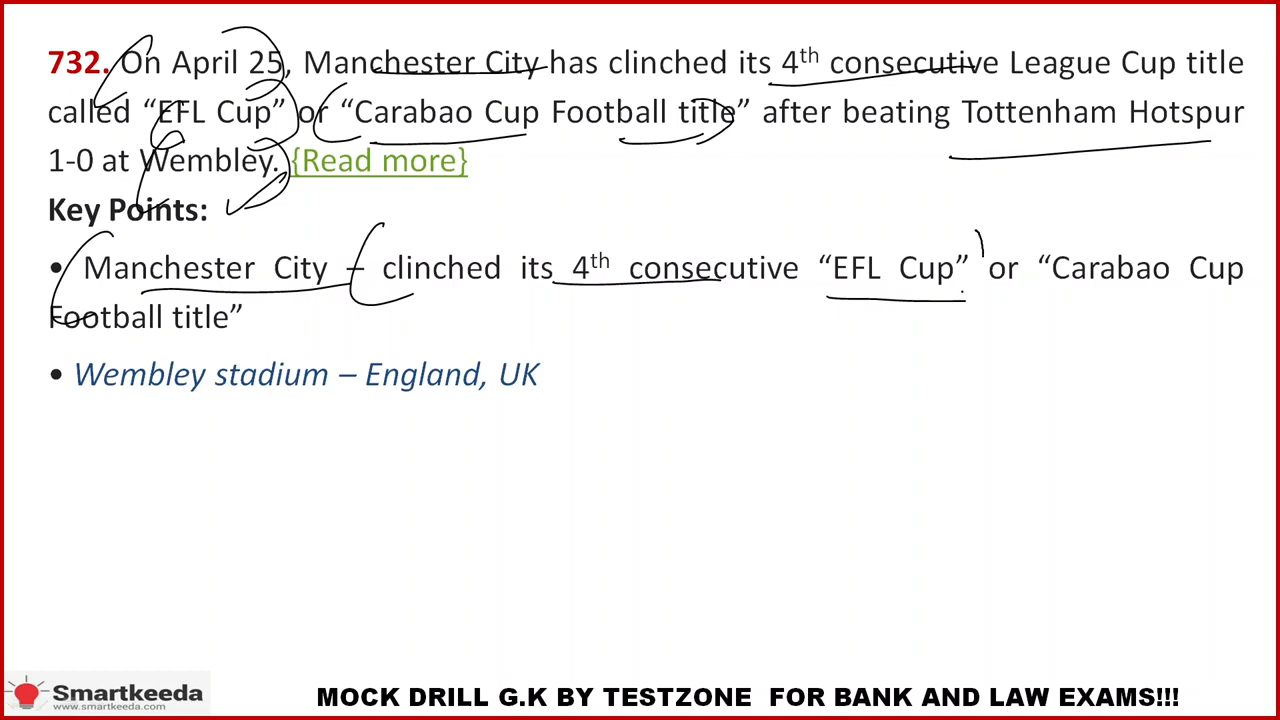 732. On April 25, Manchester City has clinched its 4th consecutive League Cup title
called “EFL Cup” or “Carabao Cup Football title” after beating Tottenham Hotspur
1-0 at Wembley. {Read more}
Key Points:
• Manchester City – clinched its 4th consecutive “EFL Cup” or “Carabao Cup
Football title”
• Wembley stadium – England, UK
Smartkeeda
www.smartkeeda.com
MOCK DRILL G.K BY TESTZONE FOR BANK AND LAW EXAMS!!!